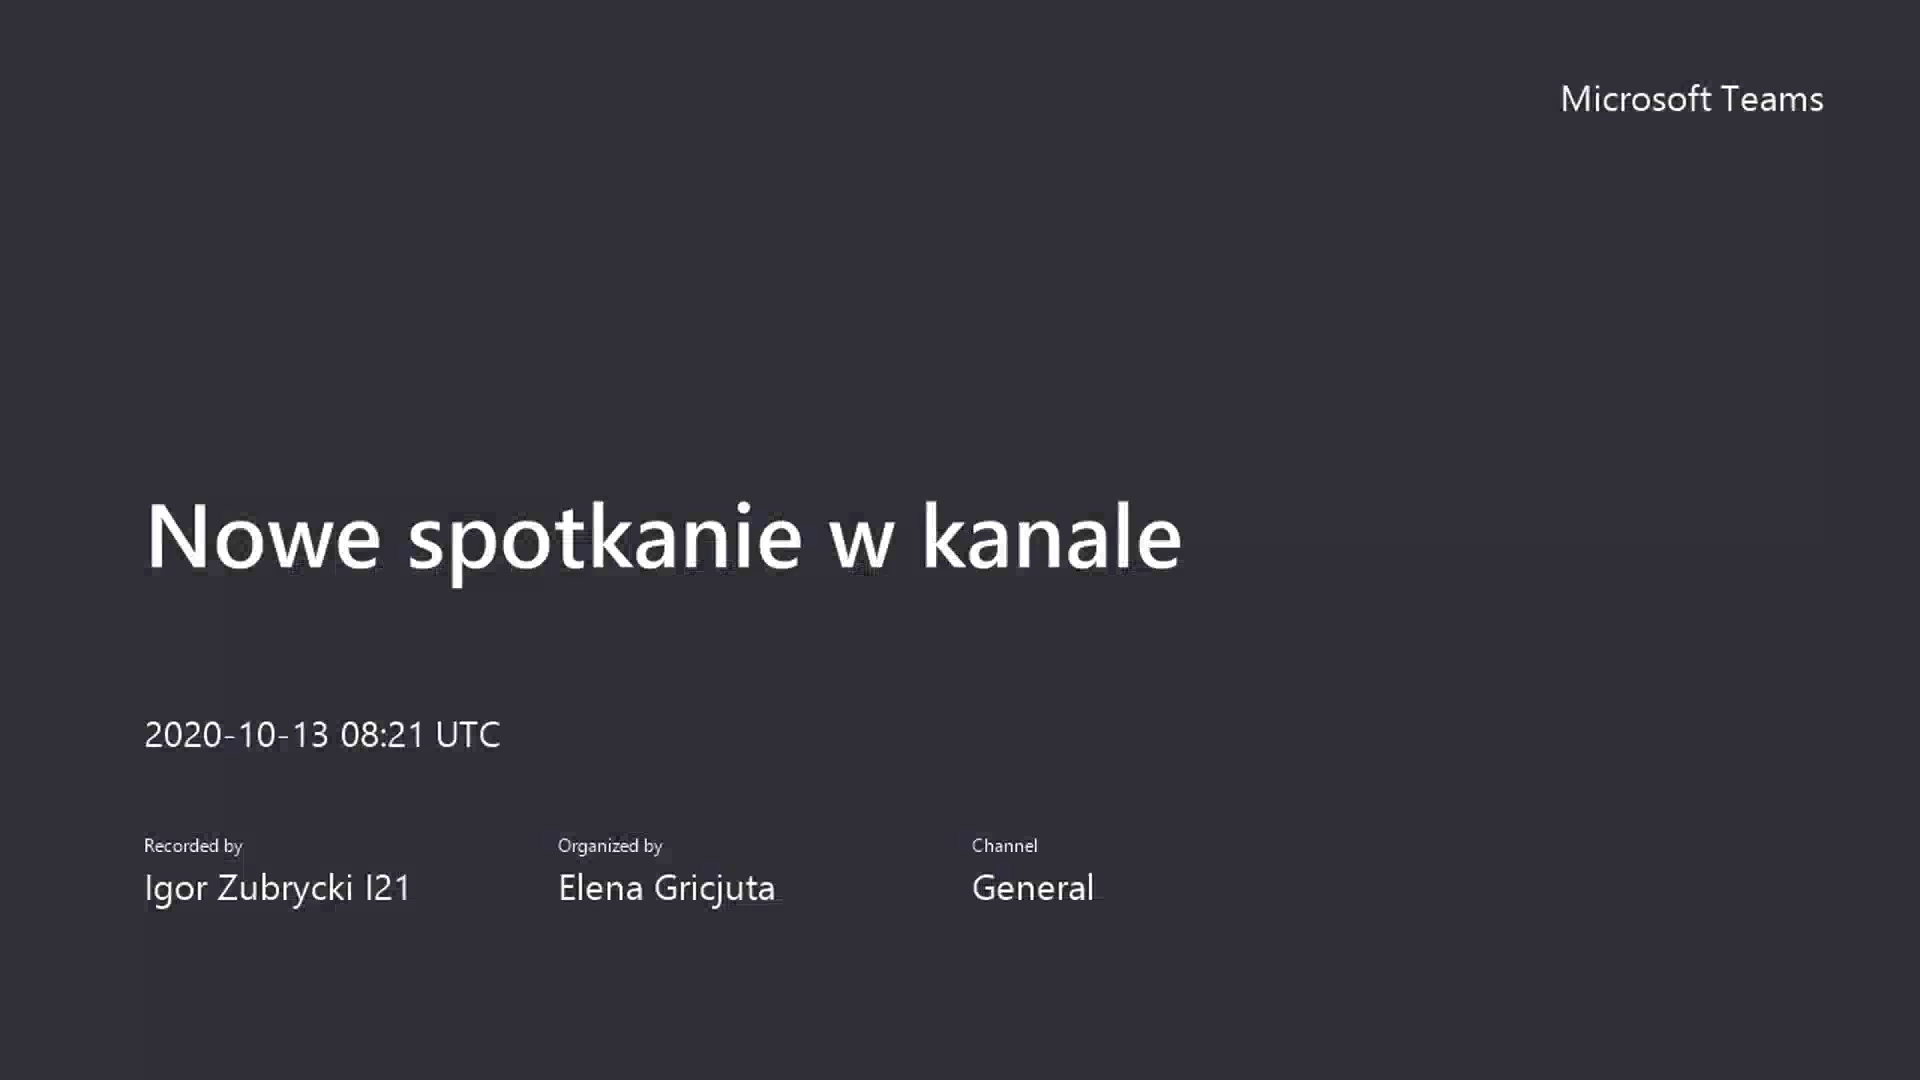 Microsoft Teams
Nowe spotkanie w kanale
2020-10-13 08:21 UTC
Recorded by
Igor Zubrycki I21
Organized by
Elena Gricjuta
Channel
General